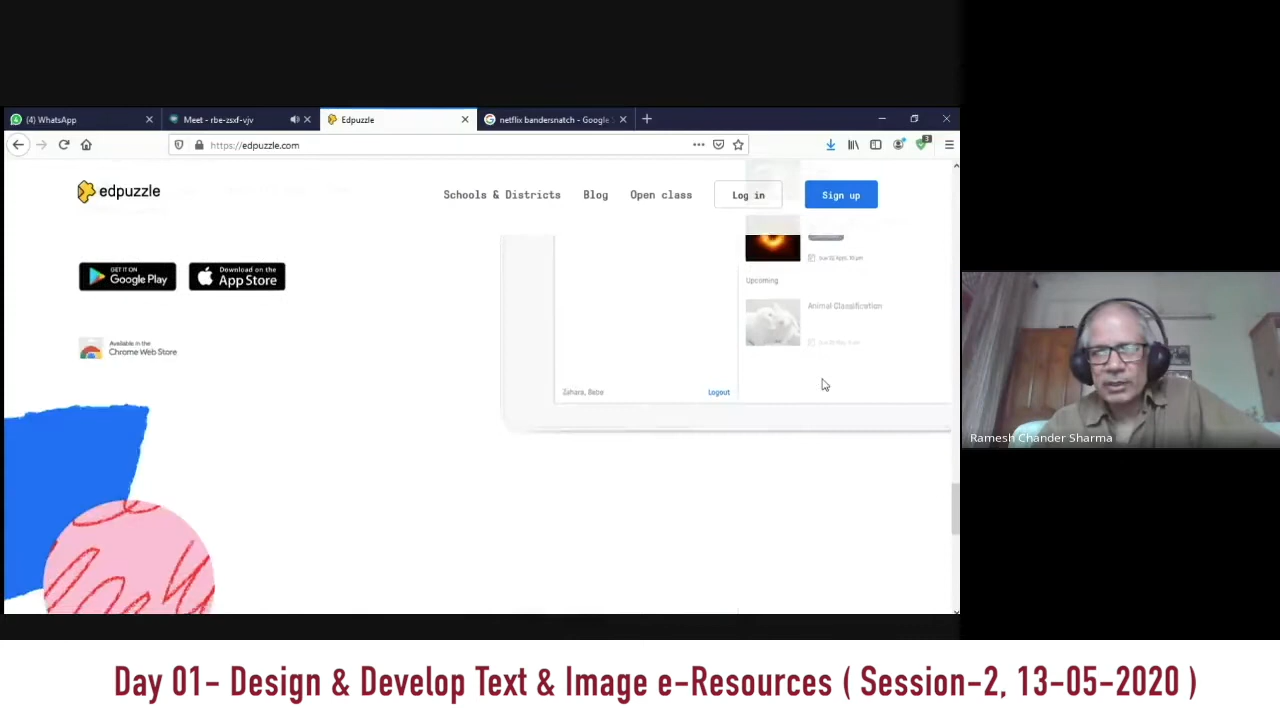 (4) WhatsApp
Meet - rbe-zsxf-vjv
Edpuzzle
netflix bandersnatch - Google
https://edpuzzle.com
3
edpuzzle
Schools & Districts
Blog
Open class
Log in
Sign up
GET IT ON
Google Play
Download on the
App Store
Upcoming
Animal Classification
Available in the
Chrome Web Store
Zahara, Bebe
Logout
Ramesh Chander Sharma
Day 01- Design & Develop Text & Image e-Resources ( Session-2, 13-05-2020 )